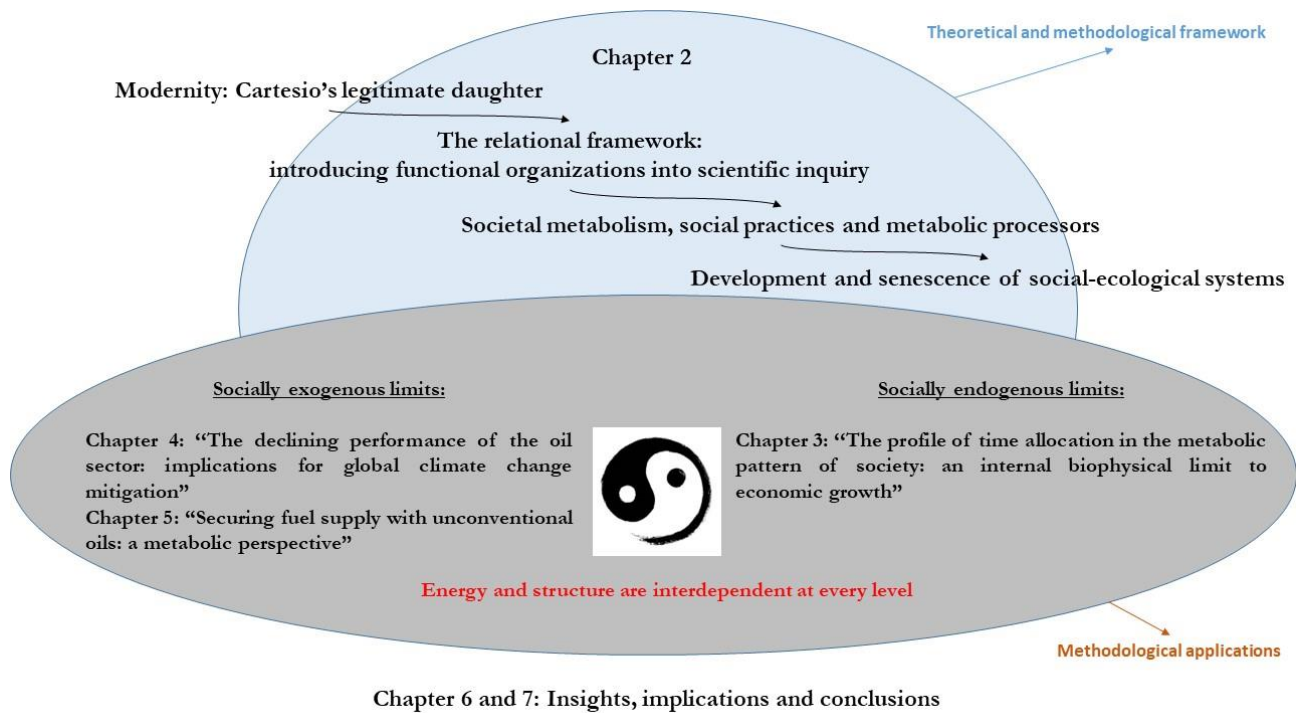 Theoretical and methodological framework
Chapter 2
Modernity: Cartesio's legitimate daughter
The relational framework:
introducing functional organizations into scientific inquiry
Societal metabolism, social practices and metabolic processors
Development and senescence of social-ecological systems
Socially exogenous limits:
Chapter 4: “The declining performance of the oil
sector: implications for global climate change
mitigation”
Chapter 5: “Securing fuel supply with unconventional
oils: a metabolic perspective”
Socially endogenous limits:
Chapter 3: “The profile of time allocation in the metabolic
pattern of society: an internal biophysical limit to
economic growth”
Energy and structure are interdependent at every level
Methodological applications
Chapter 6 and 7: Insights, implications and conclusions